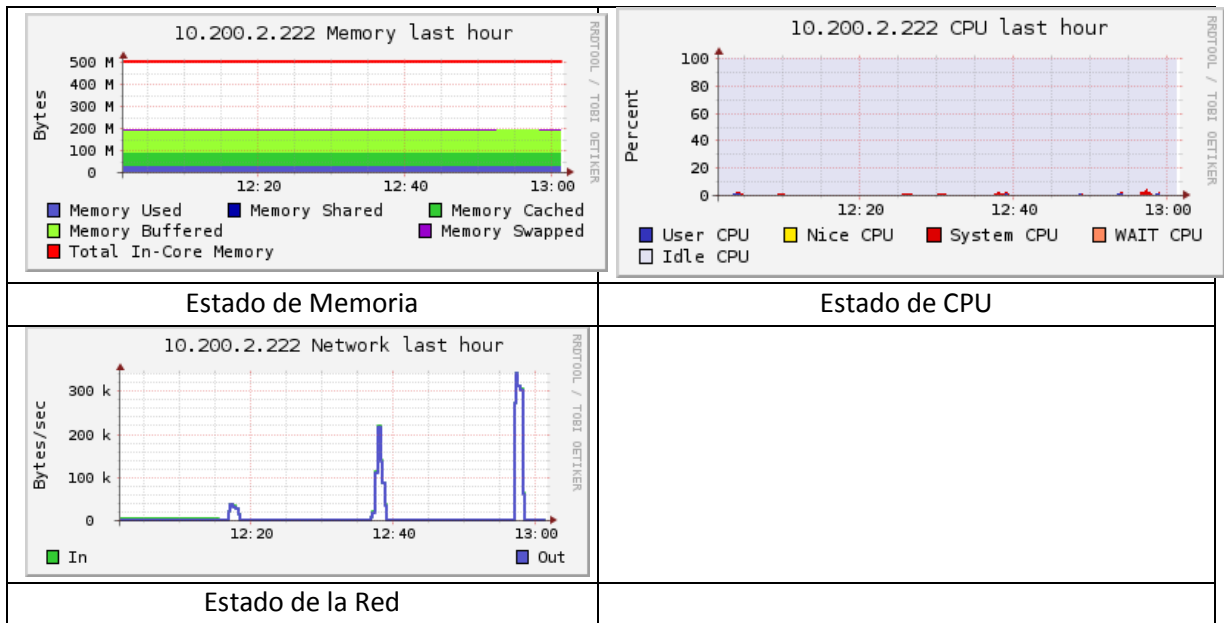 10.200.2.222 Memory last hour
RRDTOOL / TOBI OETIKER
Bytes
500 M
400 M
300 M
200 M
100 M
0
12:20 12:40 13:00
Memory Used Memory Shared Memory Cached
Memory Buffered Memory Swapped
Total In-Core Memory
10.200.2.222 CPU last hour
RRDTOOL / TOBI OETIKER
Percent
100
80
60
40
20
0
12:20 12:40 13:00
User CPU Nice CPU System CPU WAIT CPU
Idle CPU
Estado de Memoria
Estado de CPU
10.200.2.222 Network last hour
RRDTOOL / TOBI OETIKER
Bytes/sec
300 k
200 k
100 k
0
12:20 12:40 13:00
In Out
Estado de la Red